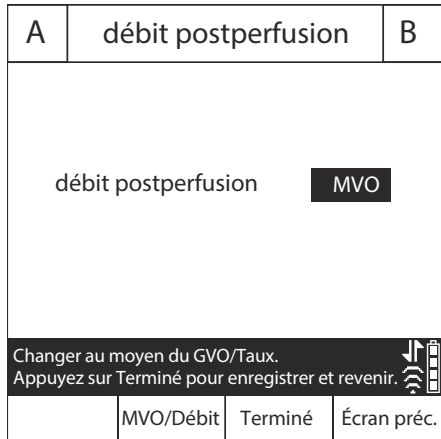 A débit postperfusion B
débit postperfusion MVO
Changer au moyen du GVO/Taux.
Appuyez sur Terminé pour enregistrer et revenir.
MVO/Débit Terminé Écran préc.